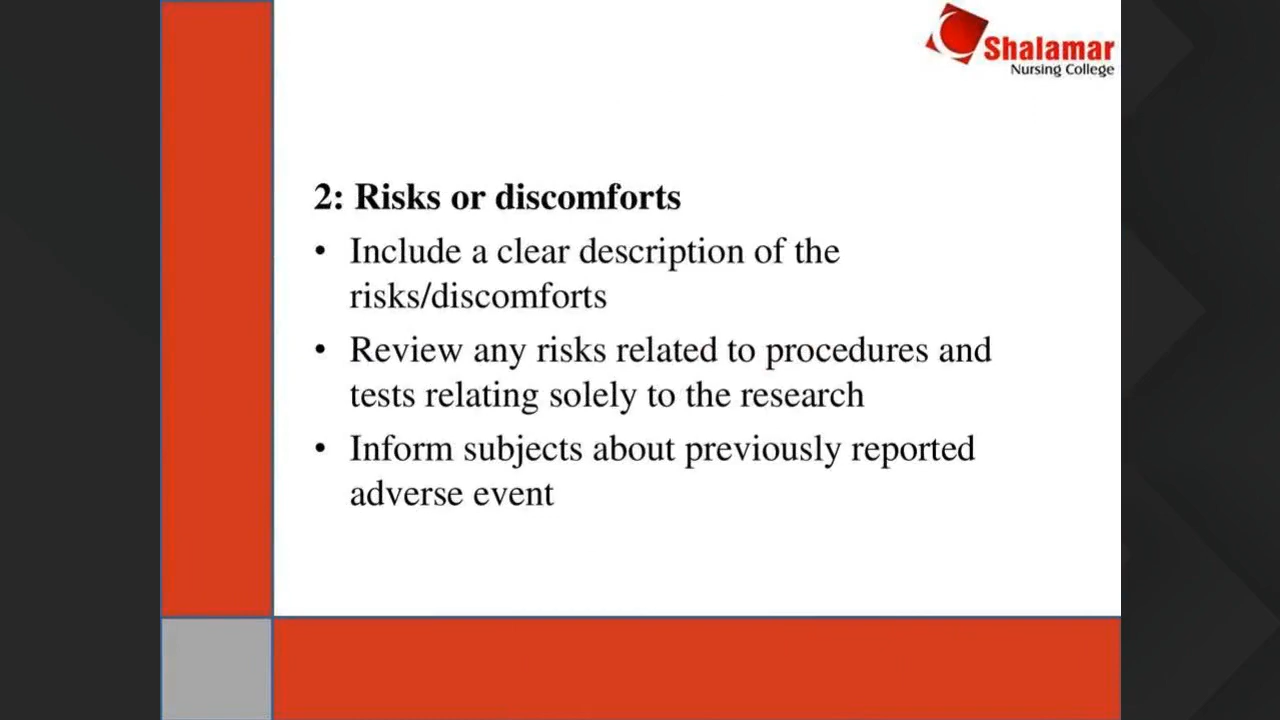 Shalamar
Nursing College
2: Risks or discomforts
• Include a clear description of the
risks/discomforts
• Review any risks related to procedures and
tests relating solely to the research
• Inform subjects about previously reported
adverse event